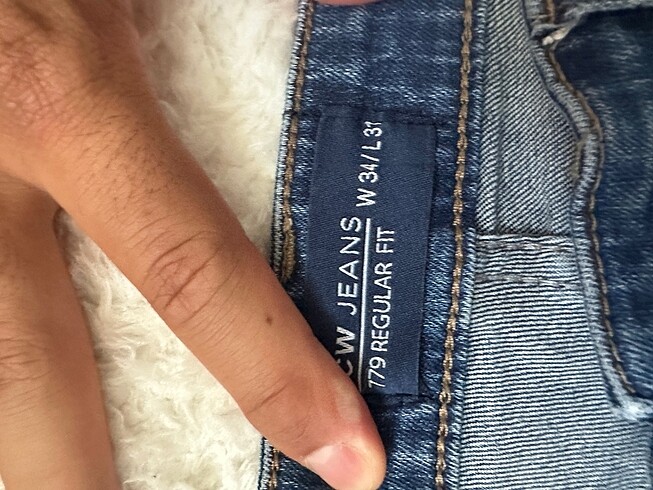 CW JEANS W 34/L 31
779 REGULAR FIT